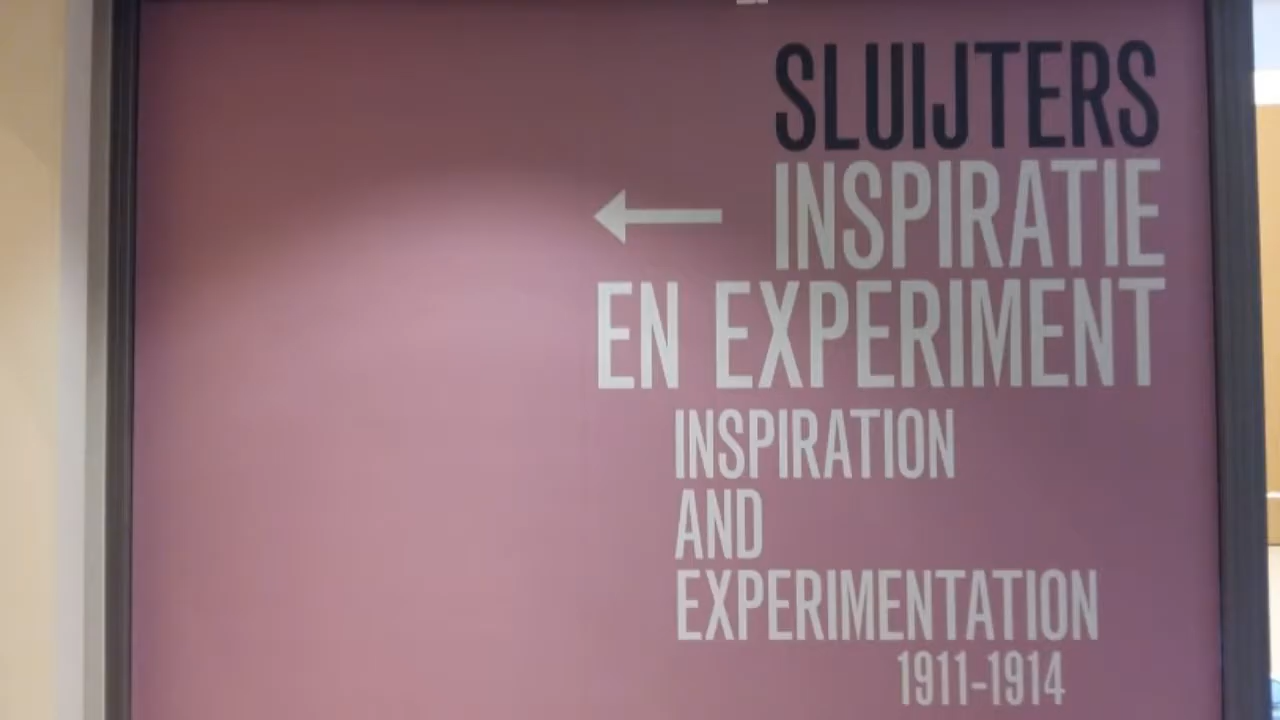 SLUIJTERS
INSPIRATIE
EN EXPERIMENT
INSPIRATION
AND
EXPERIMENTATION
1911–1914